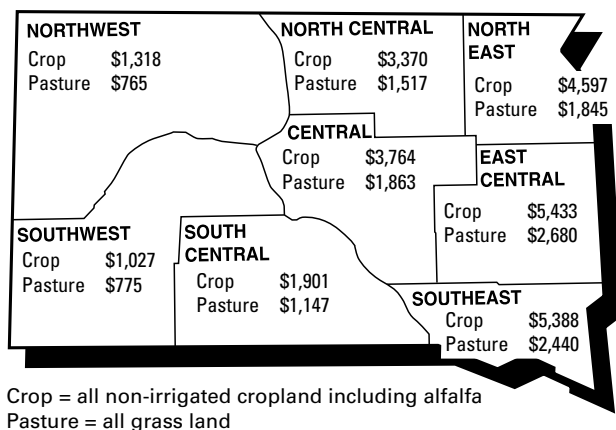 NORTHWEST
Crop $1,318
Pasture $765
NORTH CENTRAL
Crop $3,370
Pasture $1,517
NORTH
EAST
Crop $4,597
Pasture $1,845
CENTRAL
Crop $3,764
Pasture $1,863
EAST
CENTRAL
Crop $5,433
Pasture $2,680
SOUTHWEST
Crop $1,027
Pasture $775
SOUTH
CENTRAL
Crop $1,901
Pasture $1,147
SOUTHEAST
Crop $5,388
Pasture $2,440
Crop = all non-irrigated cropland including alfalfa
Pasture = all grass land